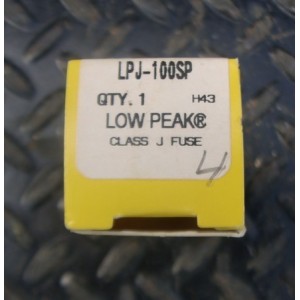 LPJ-100SP
QTY. 1 H43
LOW PEAK®
CLASS J FUSE
4